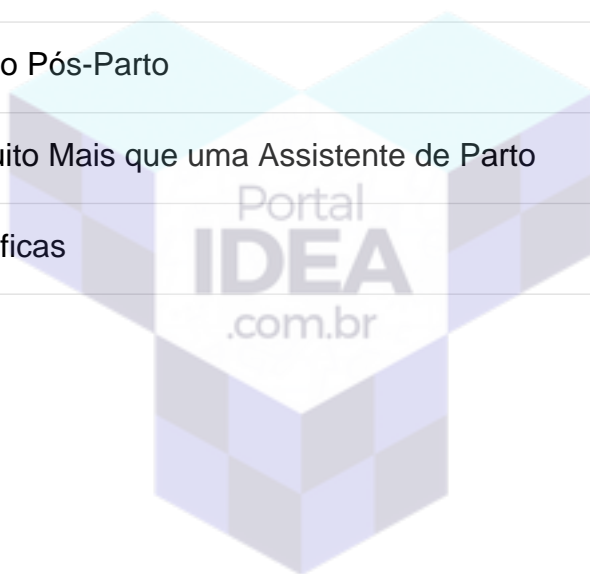 o Pós-Parto
uito Mais que uma Assistente de Parto
Portal
ficas
IDEA
.com.br